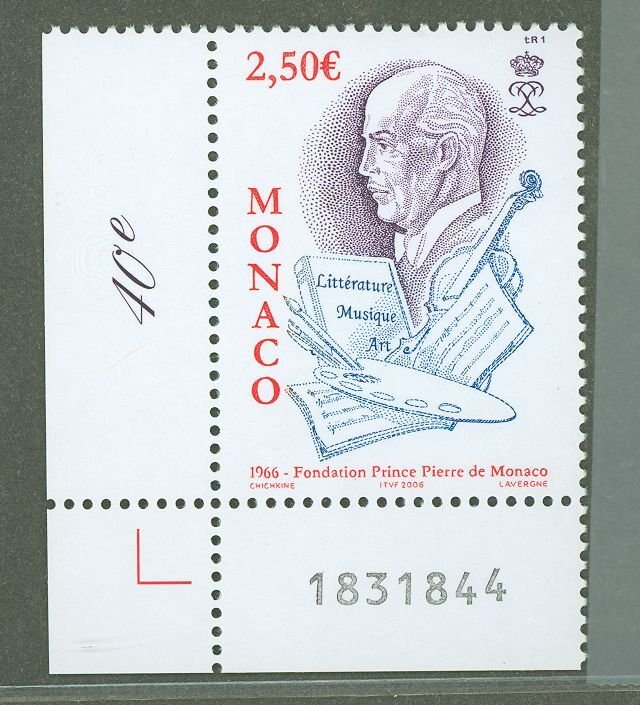 tR1
2,50€
MONACO
40e
Littérature
Musique
Art
1966 - Fondation Prince Pierre de Monaco
CHICHKINE ITVF 2006 LAVERGNE
1831844